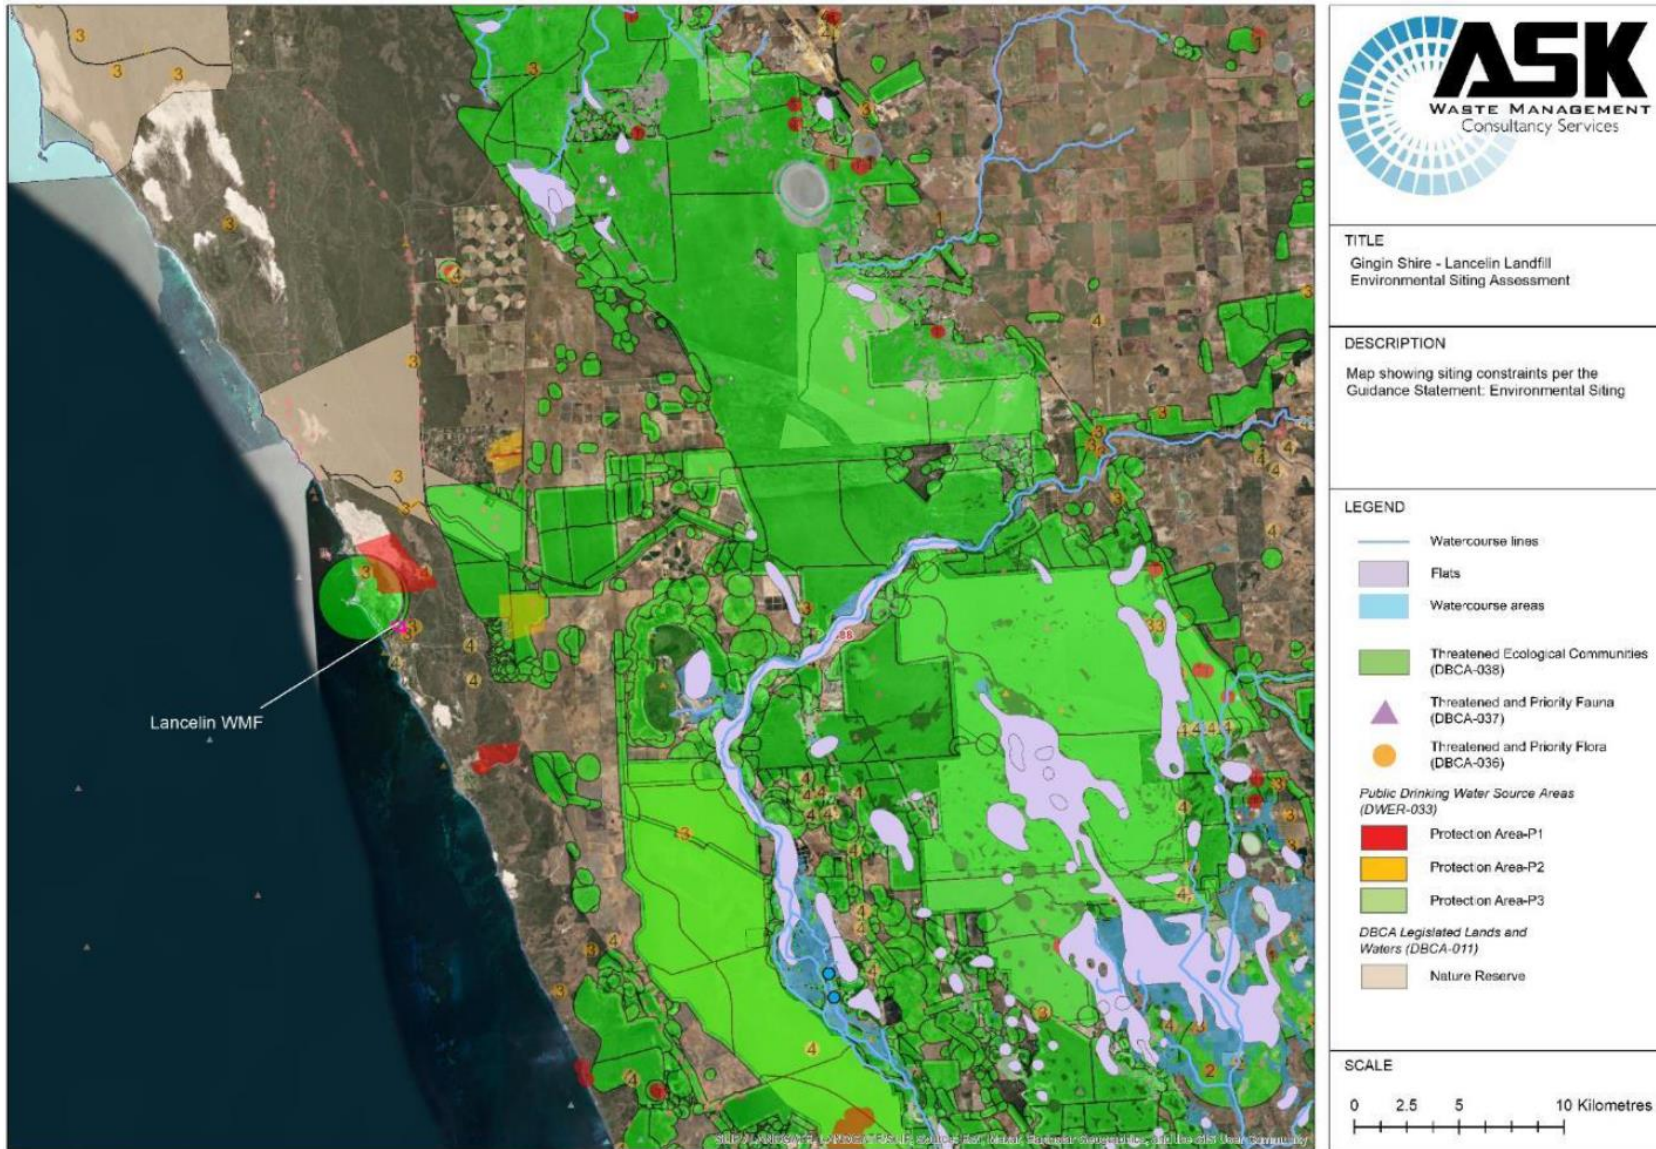 ASK
WASTE MANAGEMENT
Consultancy Services
TITLE
Gingin Shire - Lancelin Landfill
Environmental Siting Assessment
DESCRIPTION
Map showing siting constraints per the
Guidance Statement: Environmental Siting
LEGEND
Watercourse lines
Flats
Watercourse areas
Threatened Ecological Communities
(DBCA-038)
Threatened and Priority Fauna
(DBCA-037)
Threatened and Priority Flora
(DBCA-036)
Public Drinking Water Source Areas
(DWER-033)
Protection Area-P1
Protection Area-P2
Protection Area-P3
DBCA Legislated Lands and
Waters (DBCA-011)
Nature Reserve
SCALE
0 2.5 5 10 Kilometres
Lancelin WMF